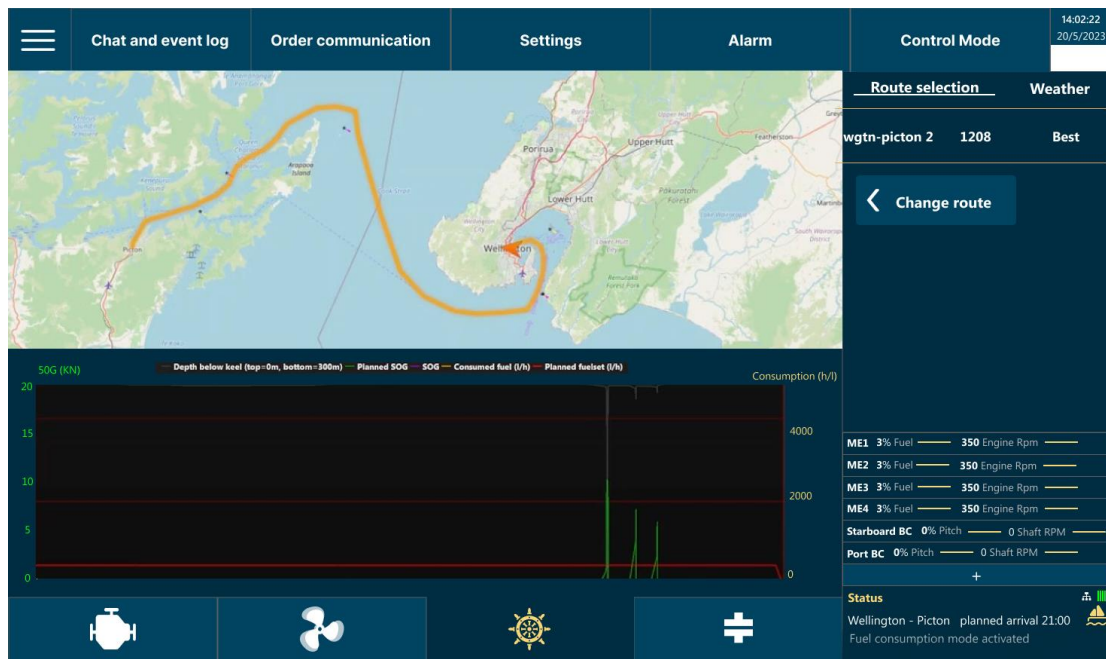 Chat and event log
Order communication
Settings
Alarm
Control Mode
14:02:22
20/5/2023
Route selection
Weather
wgtn-picton 2 1208 Best
Change route
Porirua
Upper Hutt
Featherston
Lower Hutt
Arapaoa
Island
Wellington
Picton
50G (KN)
Depth below keel (top=0m, bottom=300m) Planned SOG SOG Consumed fuel (l/h) Planned fuelset (l/h)
Consumption (h/l)
20
15
10
5
0
4000
2000
0
ME1 3% Fuel 350 Engine Rpm
ME2 3% Fuel 350 Engine Rpm
ME3 3% Fuel 350 Engine Rpm
ME4 3% Fuel 350 Engine Rpm
Starboard BC 0% Pitch 0 Shaft RPM
Port BC 0% Pitch 0 Shaft RPM
+
Status
Wellington - Picton planned arrival 21:00
Fuel consumption mode activated